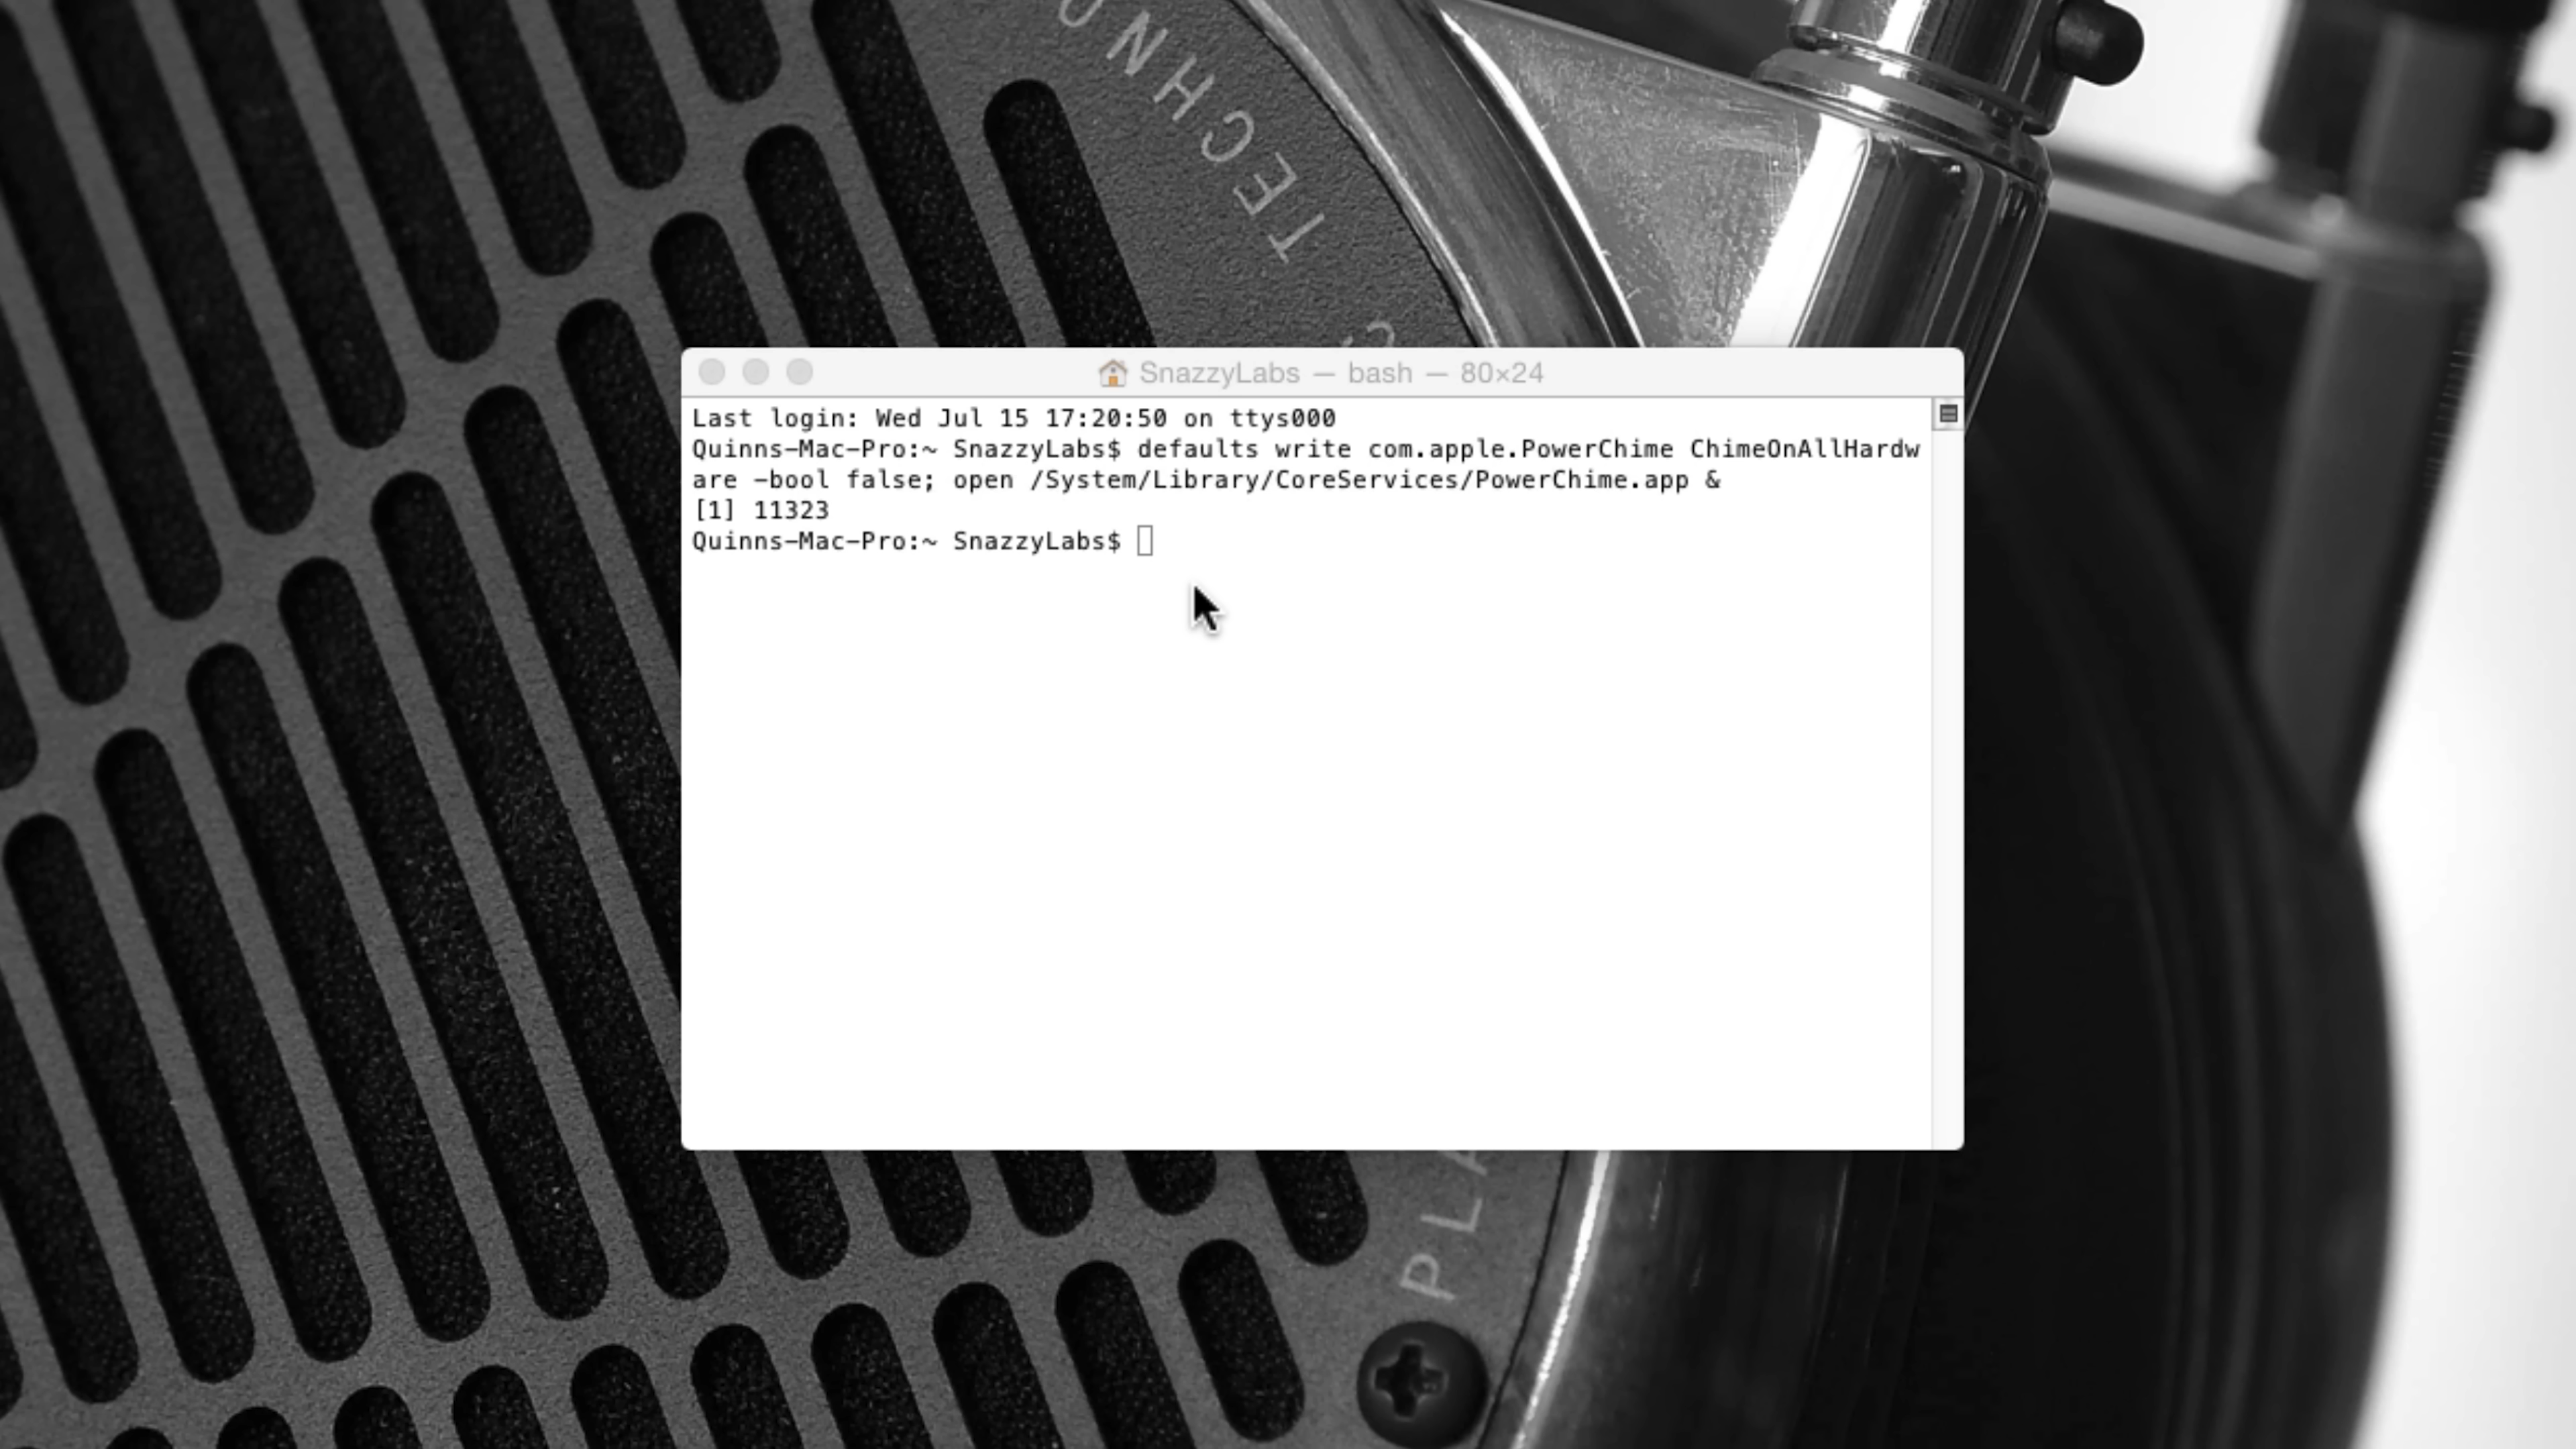 TECHNO
SnazzyLabs — bash — 80×24
Last login: Wed Jul 15 17:20:50 on ttys000
Quinns-Mac-Pro:~ SnazzyLabs$ defaults write com.apple.PowerChime ChimeOnAllHardw
are -bool false; open /System/Library/CoreServices/PowerChime.app &
[1] 11323
Quinns-Mac-Pro:~ SnazzyLabs$
PLA